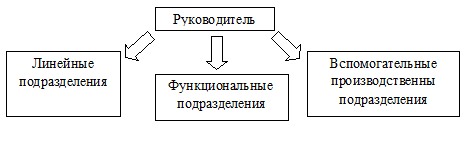 Руководитель
Линейные
подразделения
Функциональные
подразделения
Вспомогательные
производственны
подразделения